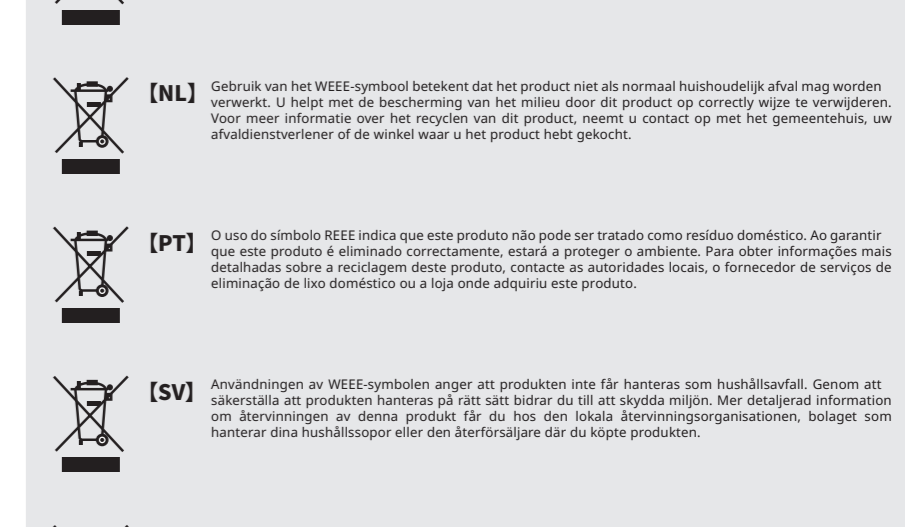 【NL】 Gebruik van het WEEE-symbool betekent dat het product niet als normaal huishoudelijk afval mag worden
verwerkt. U helpt met de bescherming van het milieu door dit product op correctly wijze te verwijderen.
Voor meer informatie over het recyclen van dit product, neemt u contact op met het gemeentehuis, uw
afvaldienstverlener of de winkel waar u het product hebt gekocht.
【PT】 O uso do símbolo REEE indica que este produto não pode ser tratado como resíduo doméstico. Ao garantir
que este produto é eliminado correctamente, estará a proteger o ambiente. Para obter informações mais
detalhadas sobre a reciclagem deste produto, contacte as autoridades locais, o fornecedor de serviços de
eliminação de lixo doméstico ou a loja onde adquiriu este produto.
【SV】 Användningen av WEEE-symbolen anger att produkten inte får hanteras som hushållsavfall. Genom att
säkerställa att produkten hanteras på rätt sätt bidrar du till att skydda miljön. Mer detaljerad information
om återvinningen av denna produkt får du hos den lokala återvinningsorganisationen, bolaget som
hanterar dina hushållssopor eller den återförsäljare där du köpte produkten.